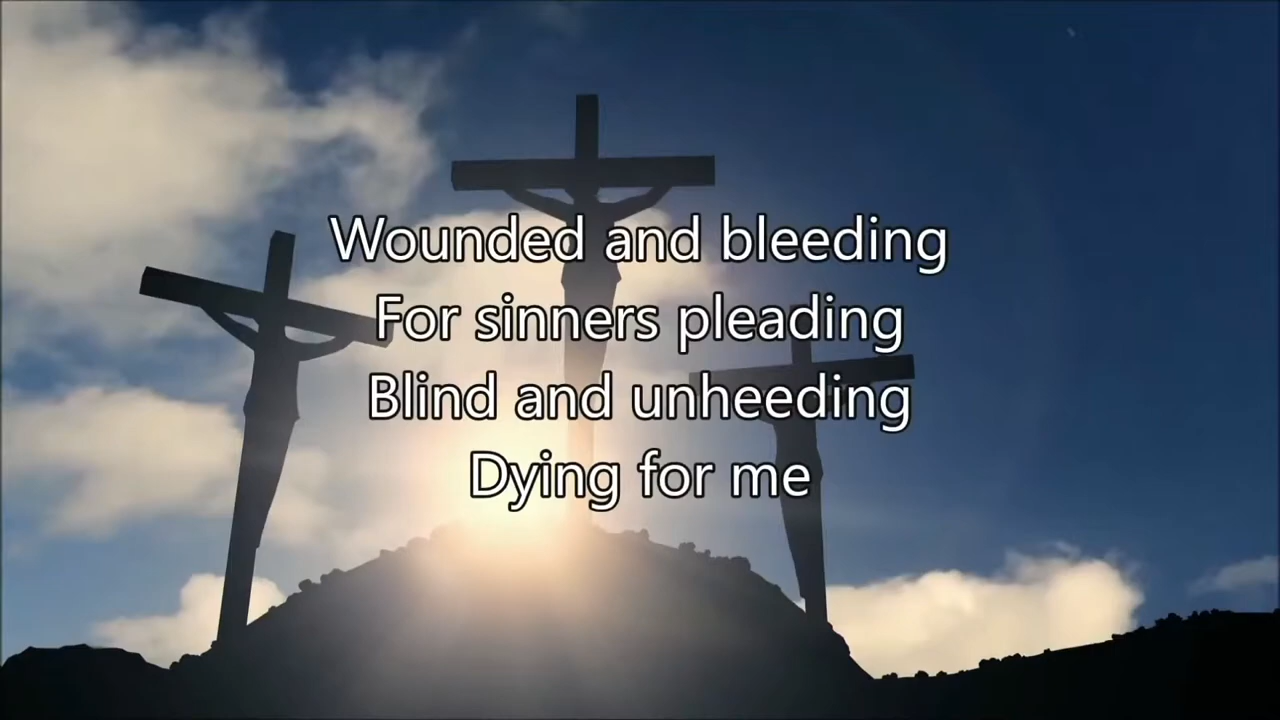 Wounded and bleeding
For sinners pleading
Blind and unheeding
Dying for me